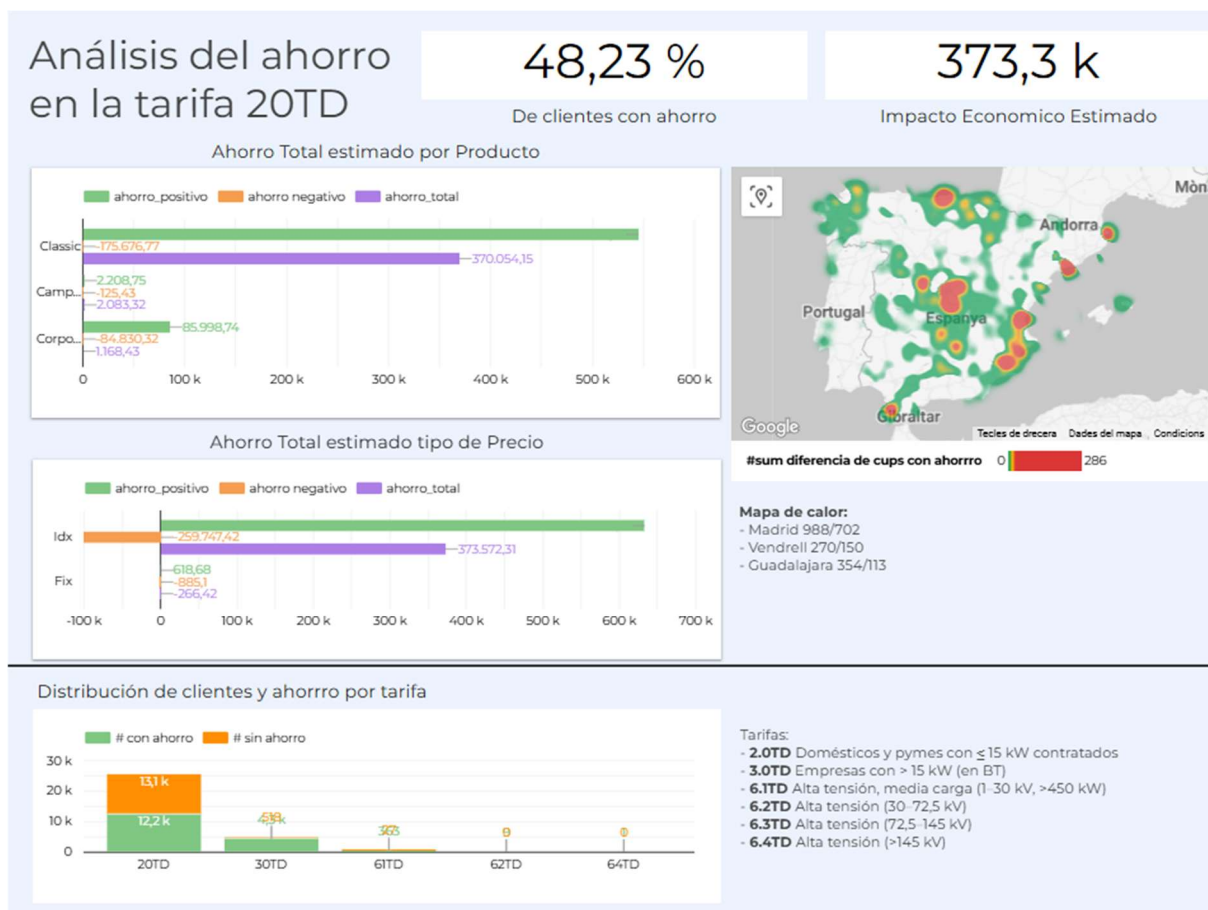 Análisis del ahorro
en la tarifa 20TD
48,23 %
De clientes con ahorro
373,3 k
Impacto Economico Estimado
Ahorro Total estimado por Producto
ahorro_positivo ahorro negativo ahorro_total
Classic
-175.676,77
370.054,15
Camp...
2.208,75
-125,43
2.083,32
Corpo...
85.998,74
-84.830,32
1.168,43
0 100 k 200 k 300 k 400 k 500 k 600 k
Mòn
Andorra
Portugal
Espanya
Gibraltar
Google
Tecles de drecera Dades del mapa Condicions
#sum diferencia de cups con ahorrro 0 286
Ahorro Total estimado tipo de Precio
ahorro_positivo ahorro negativo ahorro_total
Idx
-259.747,42
373.572,31
Fix
618,68
-885,1
-266,42
-100 k 0 100 k 200 k 300 k 400 k 500 k 600 k 700 k
Mapa de calor:
- Madrid 988/702
- Vendrell 270/150
- Guadalajara 354/113
Distribución de clientes y ahorrro por tarifa
# con ahorro # sin ahorro
30 k
20 k
10 k
0
13,1 k
12,2 k
20TD 30TD 61TD 62TD 64TD
Tarifas:
- 2.0TD Domésticos y pymes con ≤ 15 kW contratados
- 3.0TD Empresas con > 15 kW (en BT)
- 6.1TD Alta tensión, media carga (1–30 kV, >450 kW)
- 6.2TD Alta tensión (30–72,5 kV)
- 6.3TD Alta tensión (72,5–145 kV)
- 6.4TD Alta tensión (>145 kV)